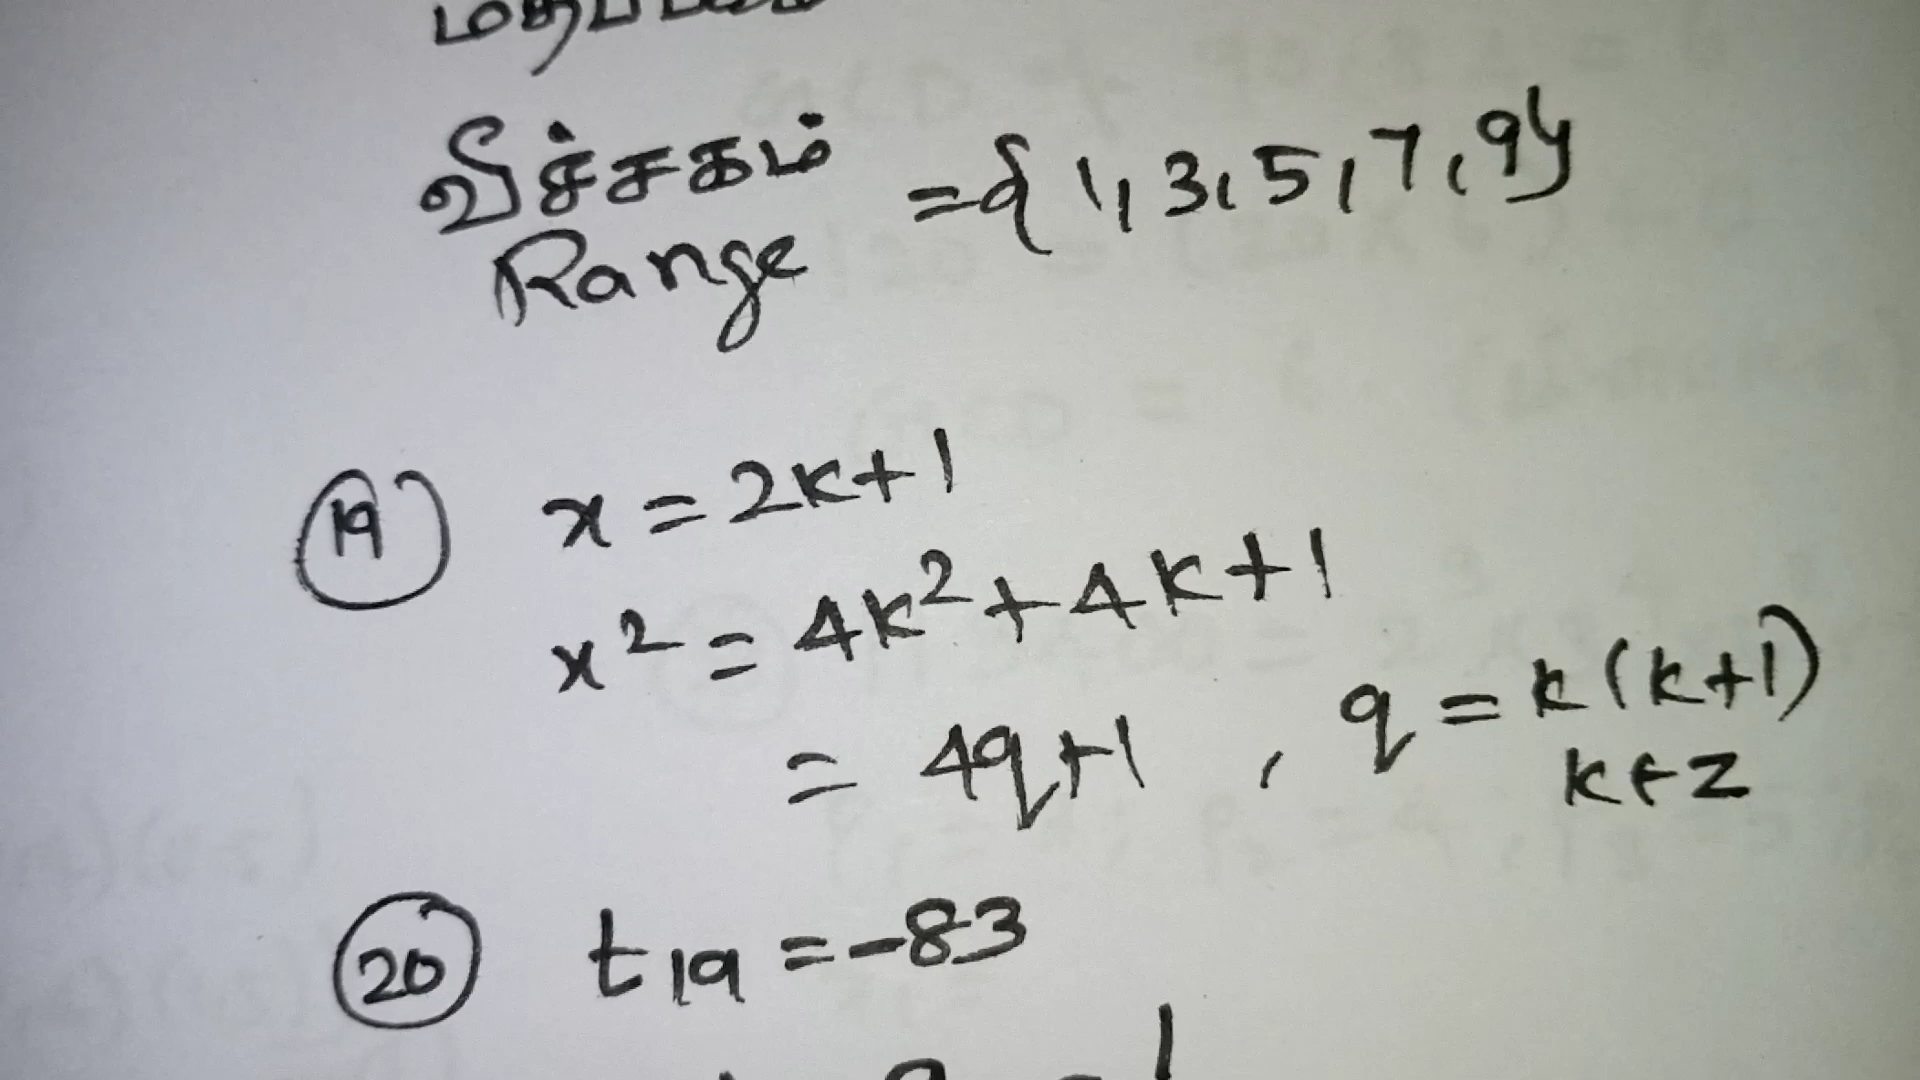 வீச்சகம் = { 1, 3, 5, 7, 9}
Range
19 x = 2k+1
x² = 4k² + 4k+1
= 4q+1 , q = k(k+1)
k∈z
20 t19 = -83